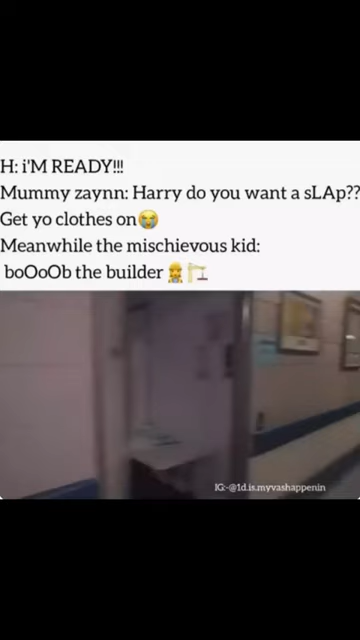 H: i'M READY!!!
Mummy zaynn: Harry do you want a sLAp??
Get yo clothes on😭
Meanwhile the mischievous kid:
boOoOb the builder 👷‍♀️🏗️
IG:-@1d.is.myvashappenin